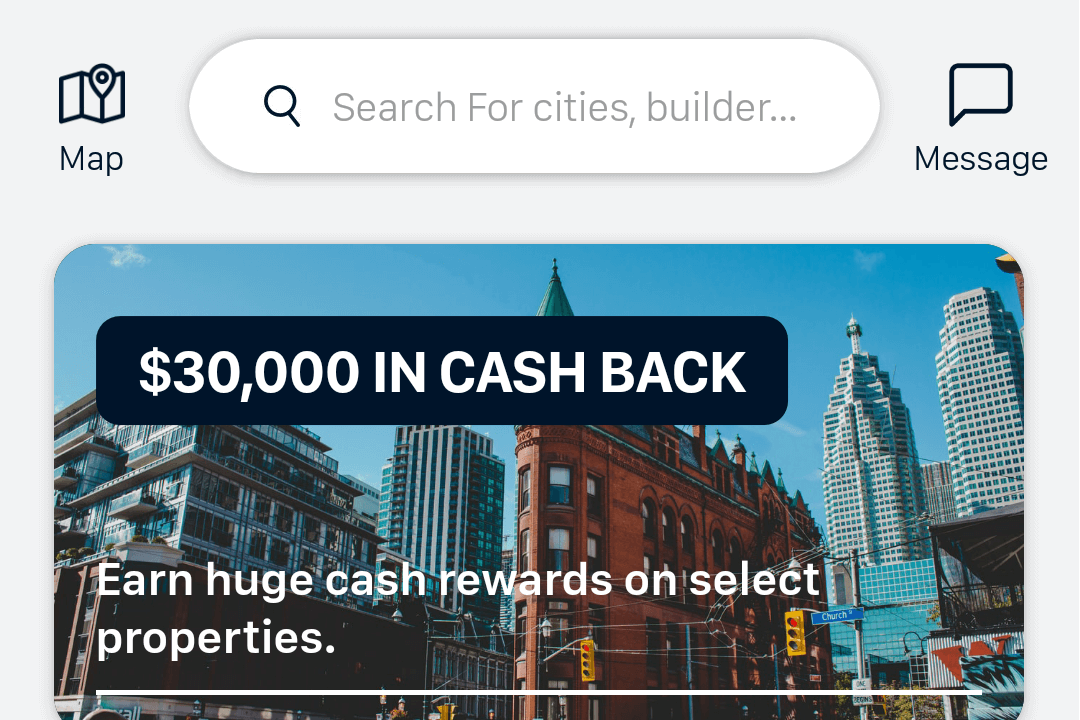 Search For cities, builder...
Map
Message
$30,000 IN CASH BACK
Earn huge cash rewards on select
properties.
Church
ONE